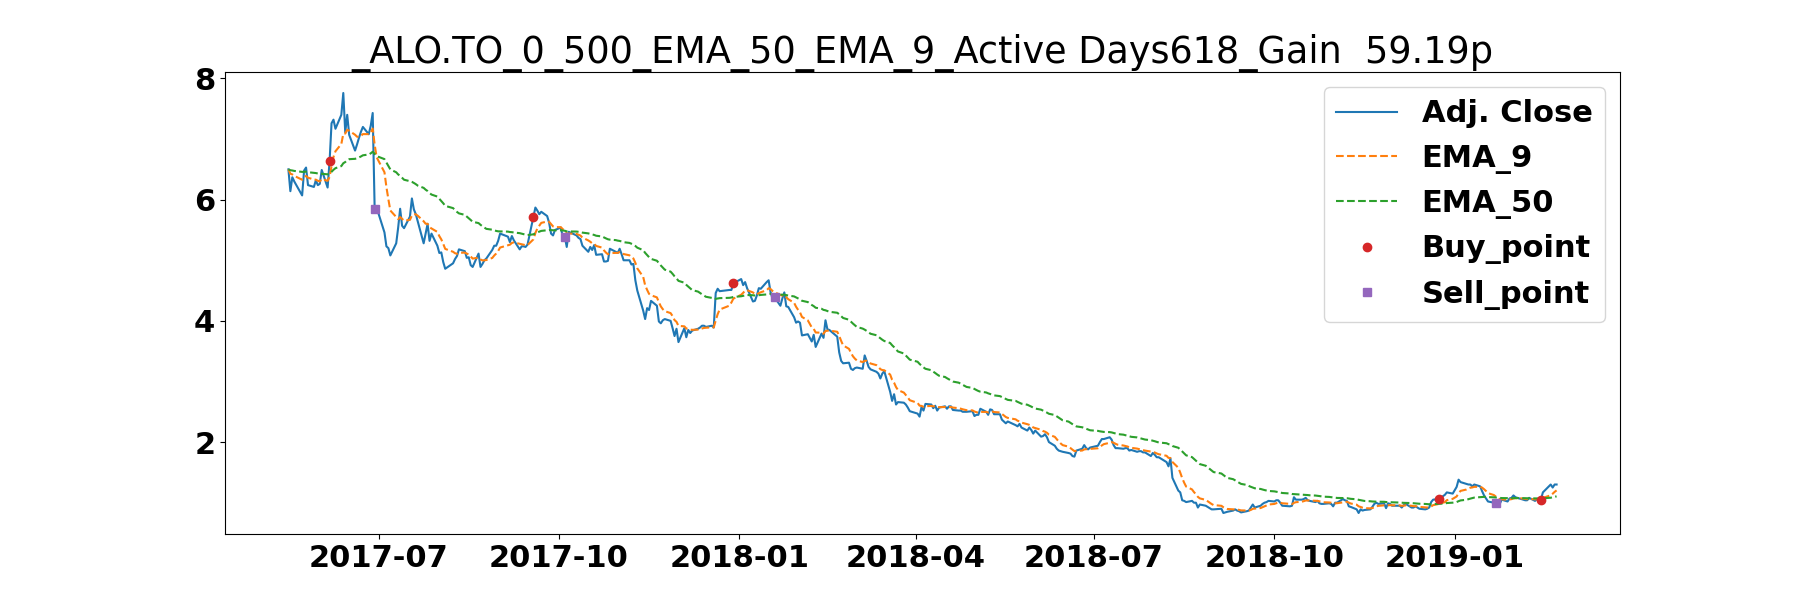 _ALO.TO_0_500_EMA_50_EMA_9_Active Days618_Gain  59.19p
8
6
4
2
Adj. Close
EMA_9
EMA_50
Buy_point
Sell_point
2017-07 2017-10 2018-01 2018-04 2018-07 2018-10 2019-01